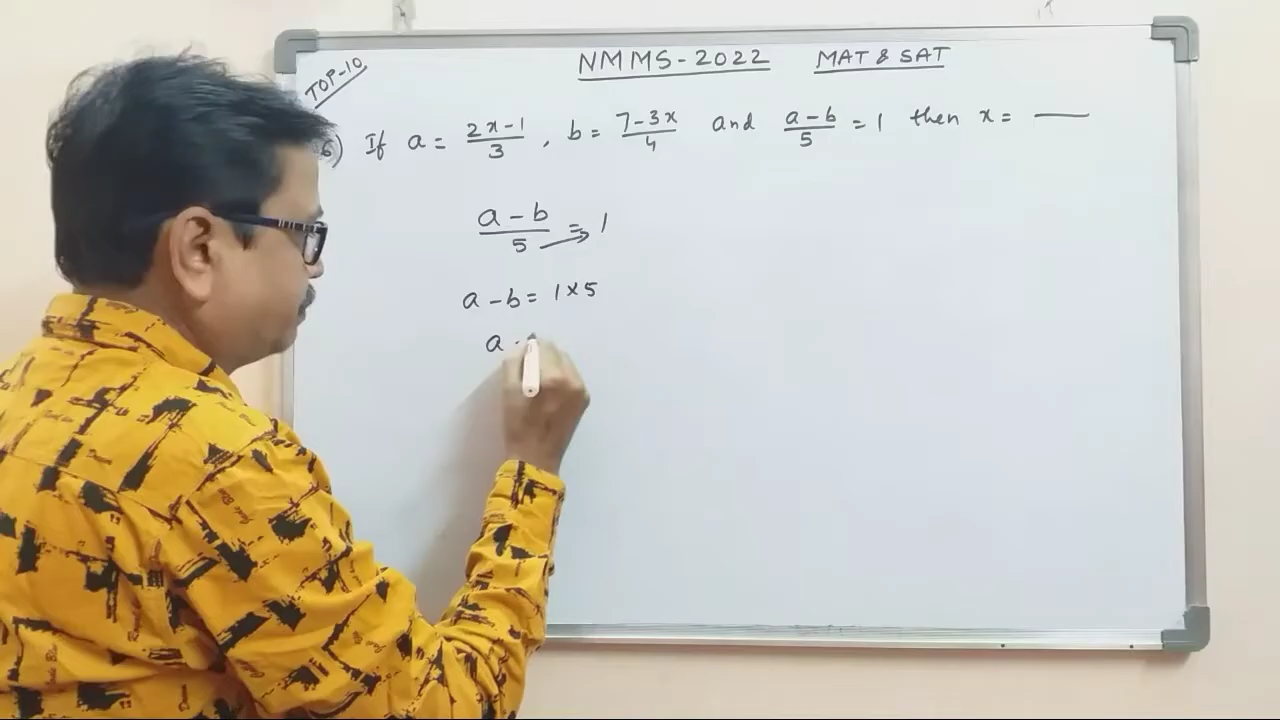 TOP-10
NMMS-2022 MAT & SAT
6) If a = (2x-1)/3 , b = (7-3x)/4 and (a-b)/5 = 1 then x = ___
(a-b)/5 = 1
a-b = 1×5
a